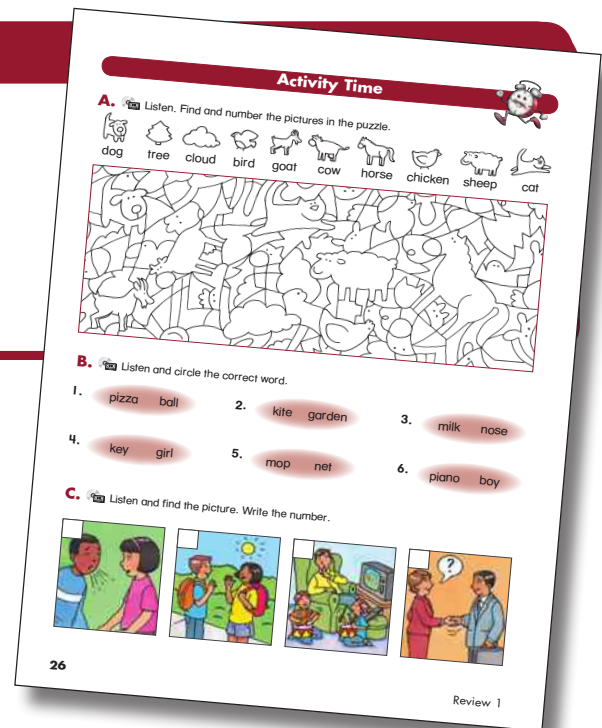 Activity Time
A. Listen. Find and number the pictures in the puzzle.
dog tree cloud bird goat cow horse chicken sheep cat
B. Listen and circle the correct word.
1. pizza ball 2. kite garden 3. milk nose
4. key girl 5. mop net 6. piano boy
C. Listen and find the picture. Write the number.
?
26
Review 1